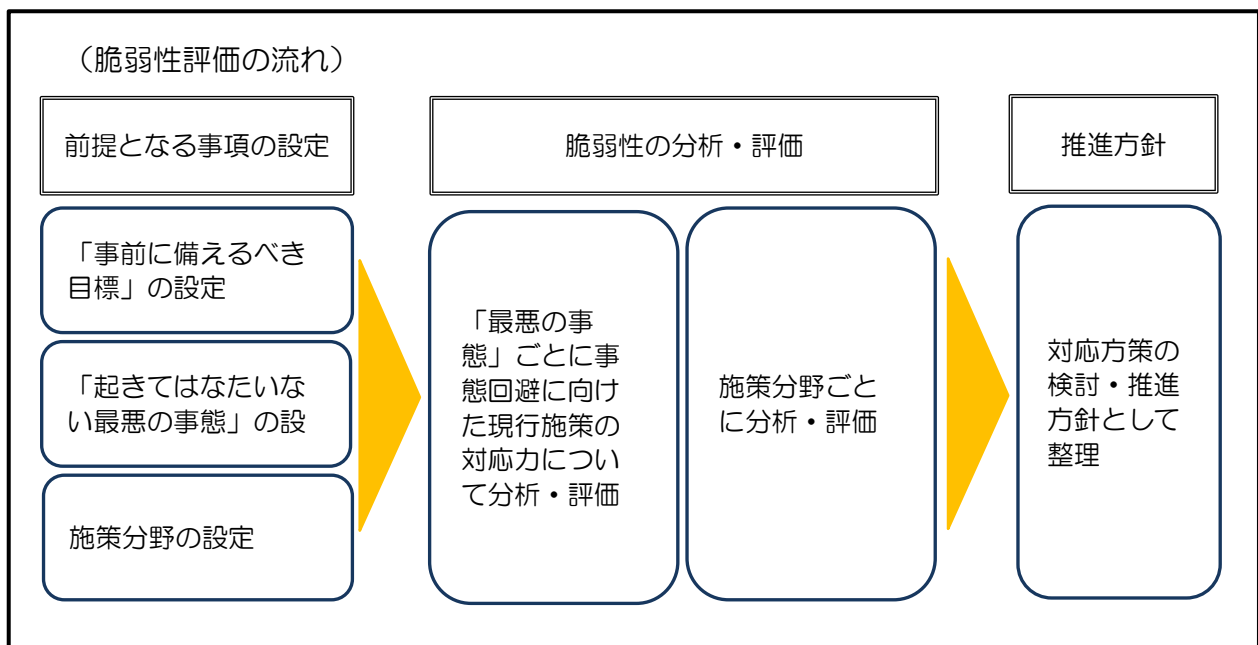 （脆弱性評価の流れ）
前提となる事項の設定
「事前に備えるべき
目標」の設定
「起きてはなたいな
い最悪の事態」の設
施策分野の設定
脆弱性の分析・評価
「最悪の事
態」ごとに事
態回避に向け
た現行施策の
対応力につい
て分析・評価
施策分野ごと
に分析・評価
推進方針
対応方策の
検討・推進
方針として
整理